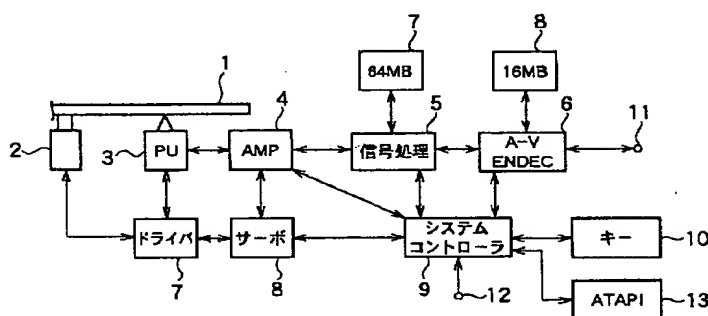 7
8
64MB
16MB
1
4
5
6
11
2
3
PU
AMP
信号処理
A-V
ENDEC
ドライバ
サーボ
システム
コントローラ
キー
10
7
8
9
12
ATAPI
13